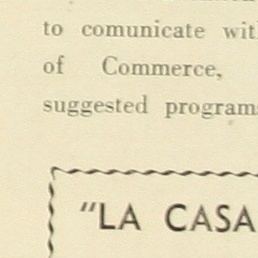 to comunicate wit
of Commerce,
suggested program
"LA CASA